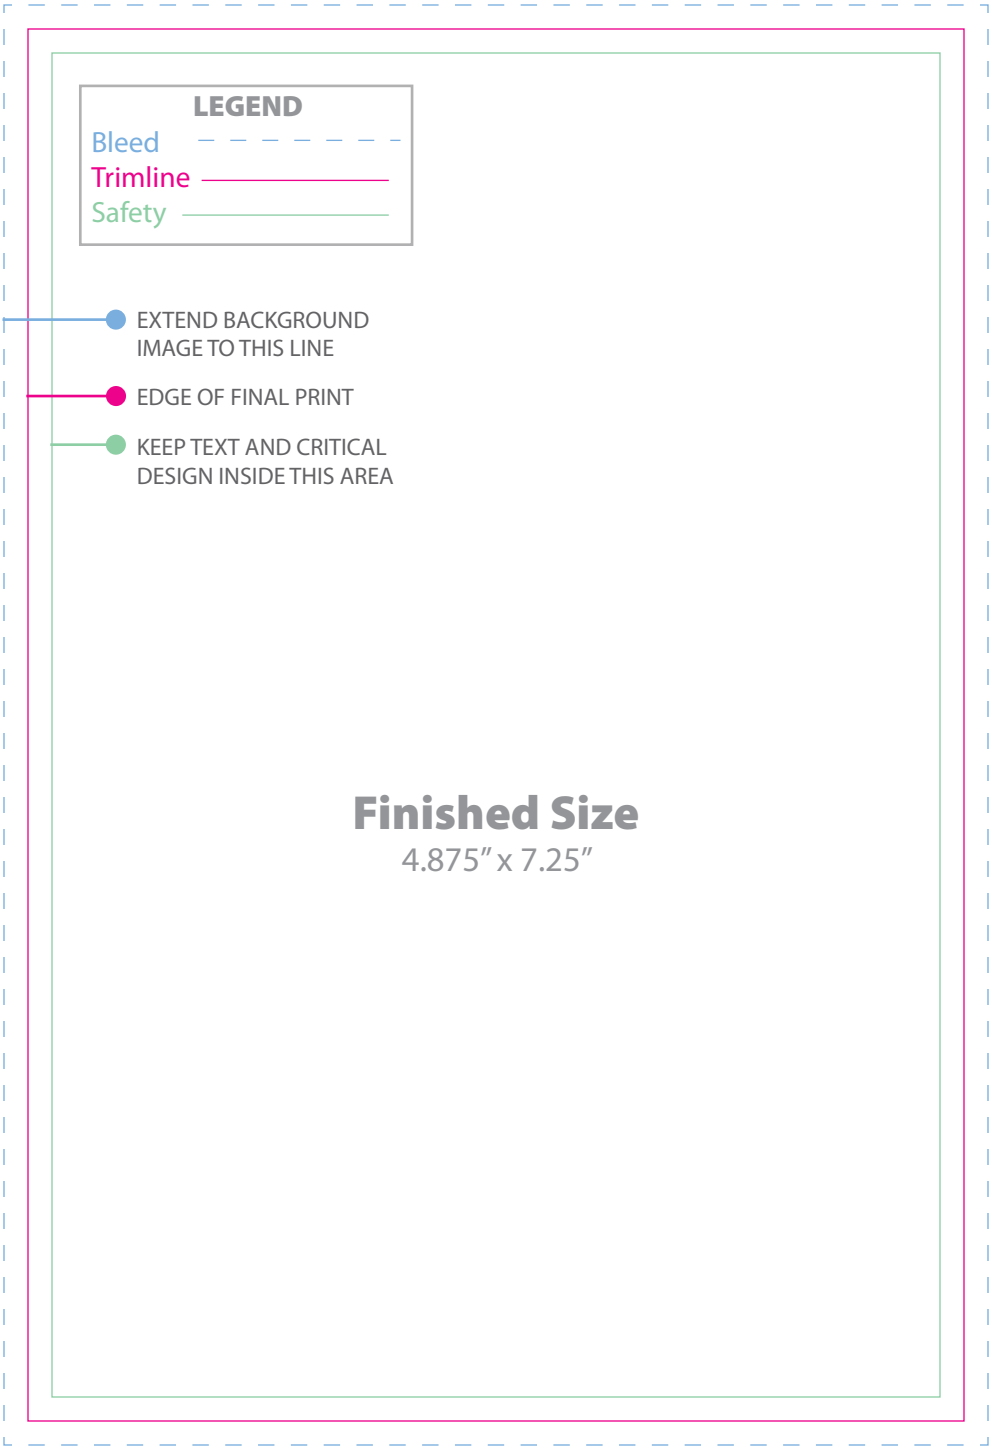 LEGEND
Bleed
Trimline
Safety
EXTEND BACKGROUND
IMAGE TO THIS LINE
EDGE OF FINAL PRINT
KEEP TEXT AND CRITICAL
DESIGN INSIDE THIS AREA
Finished Size
4.875” x 7.25”